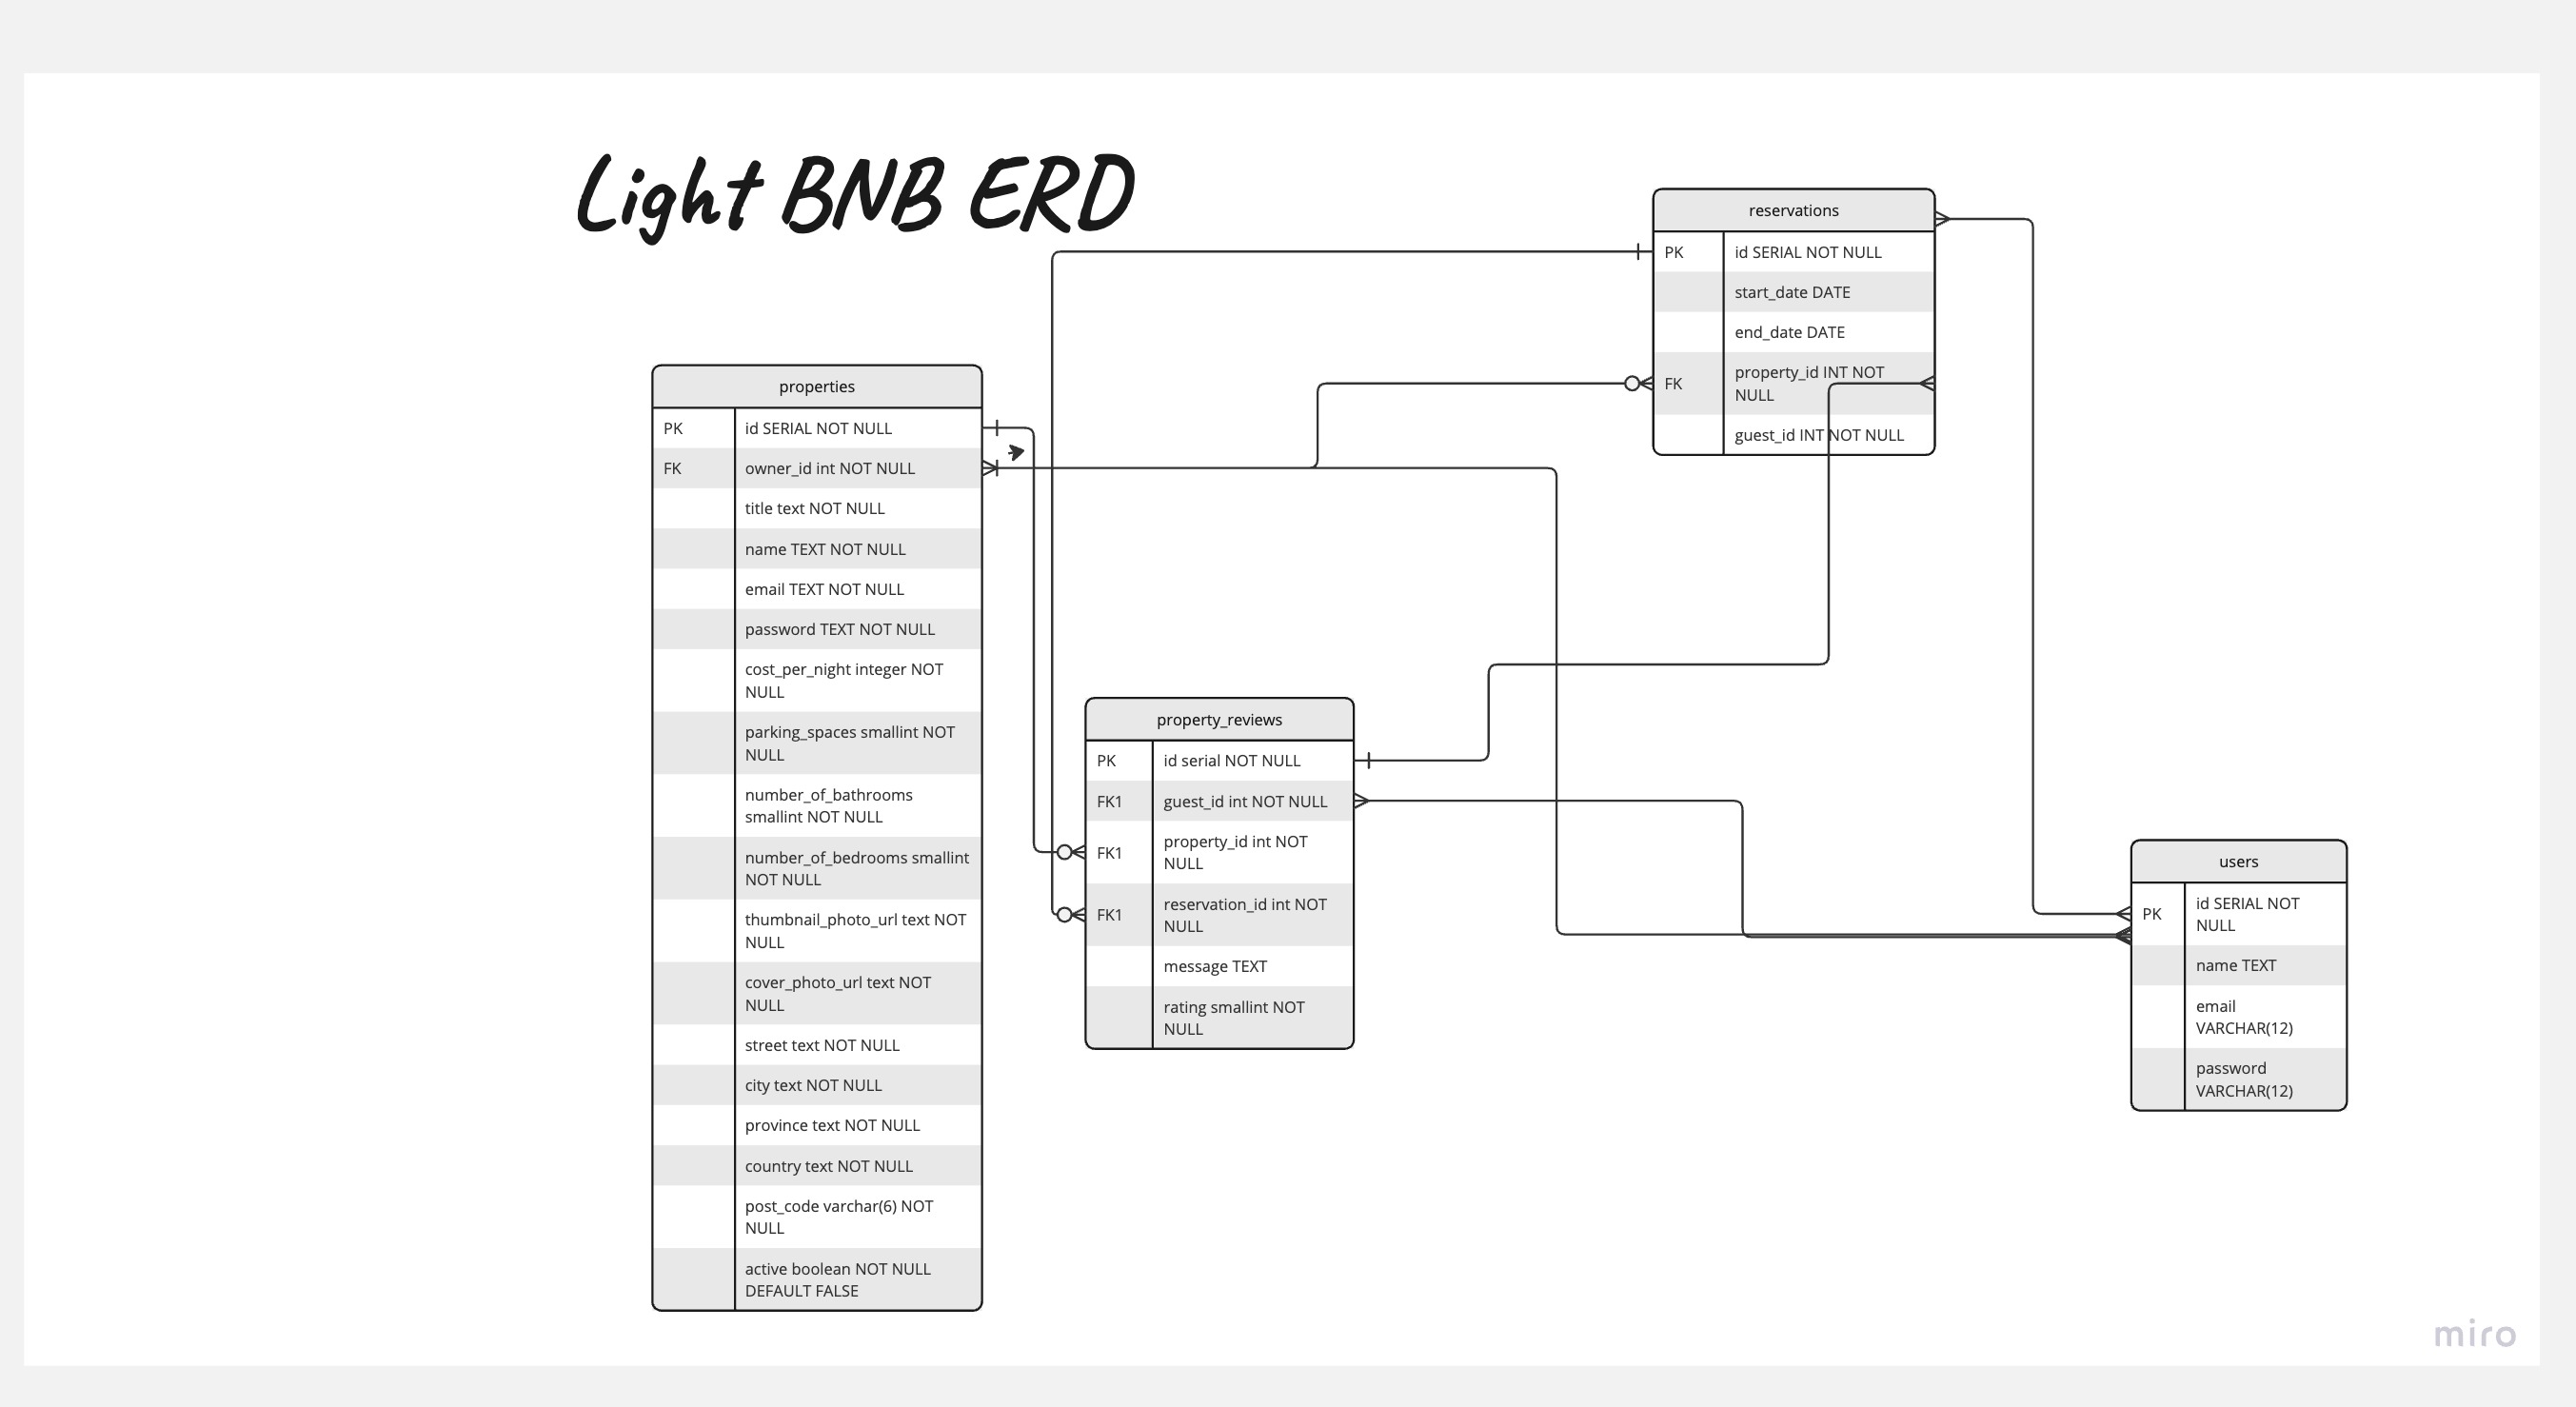 Light BNB ERD
reservations
PK id SERIAL NOT NULL
start_date DATE
end_date DATE
FK property_id INT NOT
NULL
guest_id INT NOT NULL
properties
PK id SERIAL NOT NULL
FK owner_id int NOT NULL
title text NOT NULL
name TEXT NOT NULL
email TEXT NOT NULL
password TEXT NOT NULL
cost_per_night integer NOT
NULL
parking_spaces smallint NOT
NULL
number_of_bathrooms
smallint NOT NULL
number_of_bedrooms smallint
NOT NULL
thumbnail_photo_url text NOT
NULL
cover_photo_url text NOT
NULL
street text NOT NULL
city text NOT NULL
province text NOT NULL
country text NOT NULL
post_code varchar(6) NOT
NULL
active boolean NOT NULL
DEFAULT FALSE
property_reviews
PK id serial NOT NULL
FK1 guest_id int NOT NULL
FK1 property_id int NOT
NULL
FK1 reservation_id int NOT
NULL
message TEXT
rating smallint NOT
NULL
users
PK id SERIAL NOT
NULL
name TEXT
email
VARCHAR(12)
password
VARCHAR(12)
miro